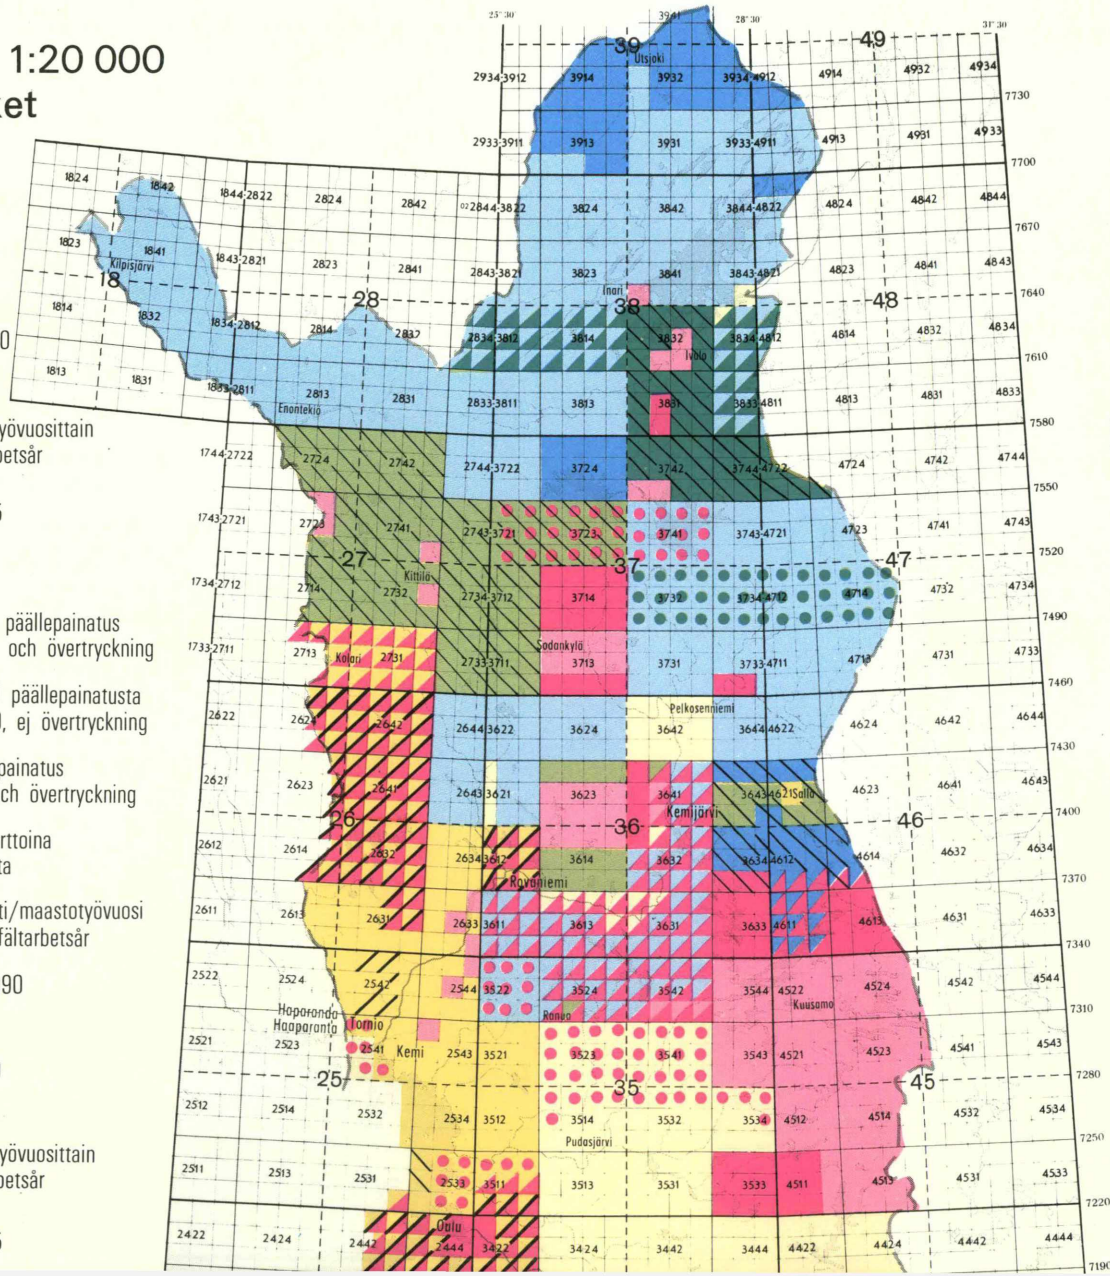 1:20 000
ket
25° 30'
3941
28° 30'
31° 30'
39
49
Utsjoki
2934-3912 3914 3932 3934-4912 4914 4932 4934
7730
2933-3911 3913 3931 3933-4911 4913 4931 4933
7700
1824 1842 1844-2822 2824 2842 2844-3822 3824 3842 3844-4822 4824 4842 4844
7670
1823 1841 1843-2821 2823 2841 2843-3821 3823 3841 3843-4821 4823 4841 4843
Kilpisjärvi
18 28 38 48
Inari
7640
1814 1832 1834-2812 2814 2832 2834-3812 3814 3832 3834-4812 4814 4832 4834
Ivalo
7610
1813 1831 1833-2811 2813 2831 2833-3811 3813 3831 3833-4811 4813 4831 4833
Enontekiö
7580
yövuosittain
betsår
1744-2722 2724 2742 2744-3722 3724 3742 3744-4722 4724 4742 4744
7550
1743-2721 2723 2741 2743-3721 3723 3741 3743-4721 4723 4741 4743
7520
27 37 47
Kittilä
1734-2712 2714 2732 2734-3712 3714 3732 3734-4712 4714 4732 4734
7490
päällepainatus
och övertryckning
1733-2711 2713 2731 2733-3711 3713 3731 3733-4711 4713 4731 4733
Kolari
Sodankylä
7460
päällepainatusta
, ej övertryckning
2622 2624 2642 2644-3622 3624 3642 3644-4622 4624 4642 4644
Pelkosenniemi
7430
painatus
ch övertryckning
2621 2623 2641 2643-3621 3623 3641 3643-4621 4623 4641 4643
Salla
Kemijärvi
7400
26 36 46
rttoina
ta
2612 2614 2632 2634-3612 3614 3632 3634-4612 4614 4632 4634
Rovaniemi
7370
ti/maastotyövuosi
fältarbetsår
2611 2613 2631 2633-3611 3613 3631 3633 4611 4613 4631 4633
7340
90
2522 2524 2542 2544 3522 3524 3542 3544 4522 4524 4542 4544
Kuusamo
Ranua
7310
Haparanda
Haaparanta
Tornio
Kemi
2521 2523 2541 2543 3521 3523 3541 3543 4521 4523 4541 4543
7280
25 35 45
2512 2514 2532 2534 3512 3514 3532 3534 4512 4514 4532 4534
Pudasjärvi
7250
yövuosittain
betsår
2511 2513 2531 2533 3511 3513 3531 3533 4511 4513 4531 4533
7220
Oulu
2422 2424 2442 2444 3422 3424 3442 3444 4422 4424 4442 4444
7190